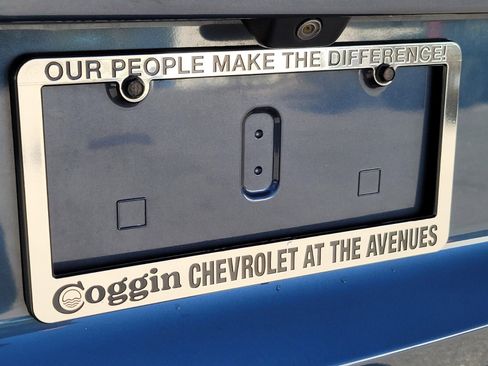 OUR PEOPLE MAKE THE DIFFERENCE!
Coggin CHEVROLET AT THE AVENUES